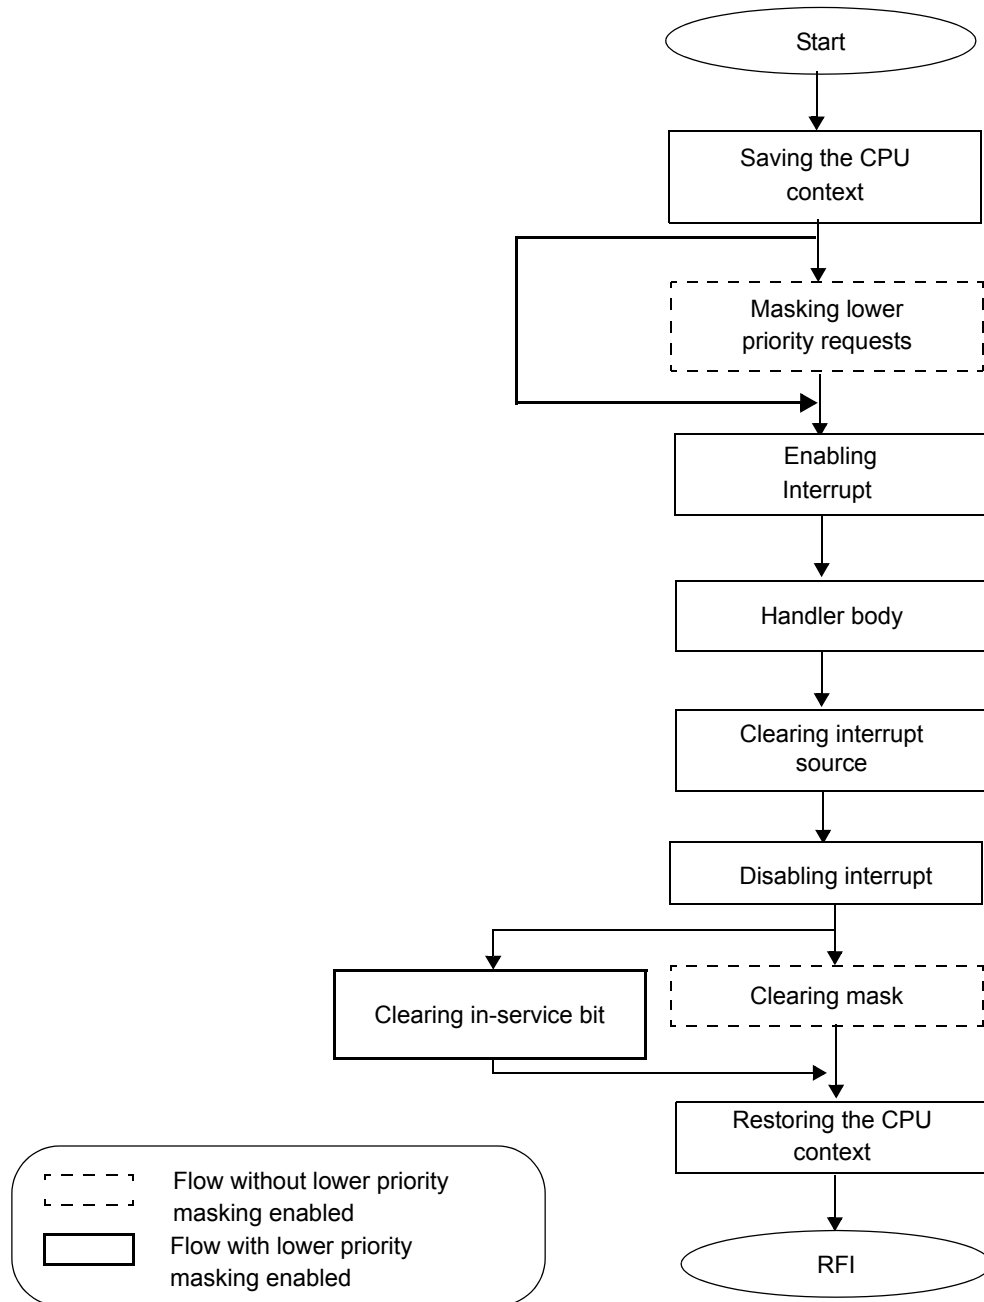 Start
Saving the CPU
context
Masking lower
priority requests
Enabling
Interrupt
Handler body
Clearing interrupt
source
Disabling interrupt
Clearing in-service bit
Clearing mask
Restoring the CPU
context
RFI
Flow without lower priority
masking enabled
Flow with lower priority
masking enabled